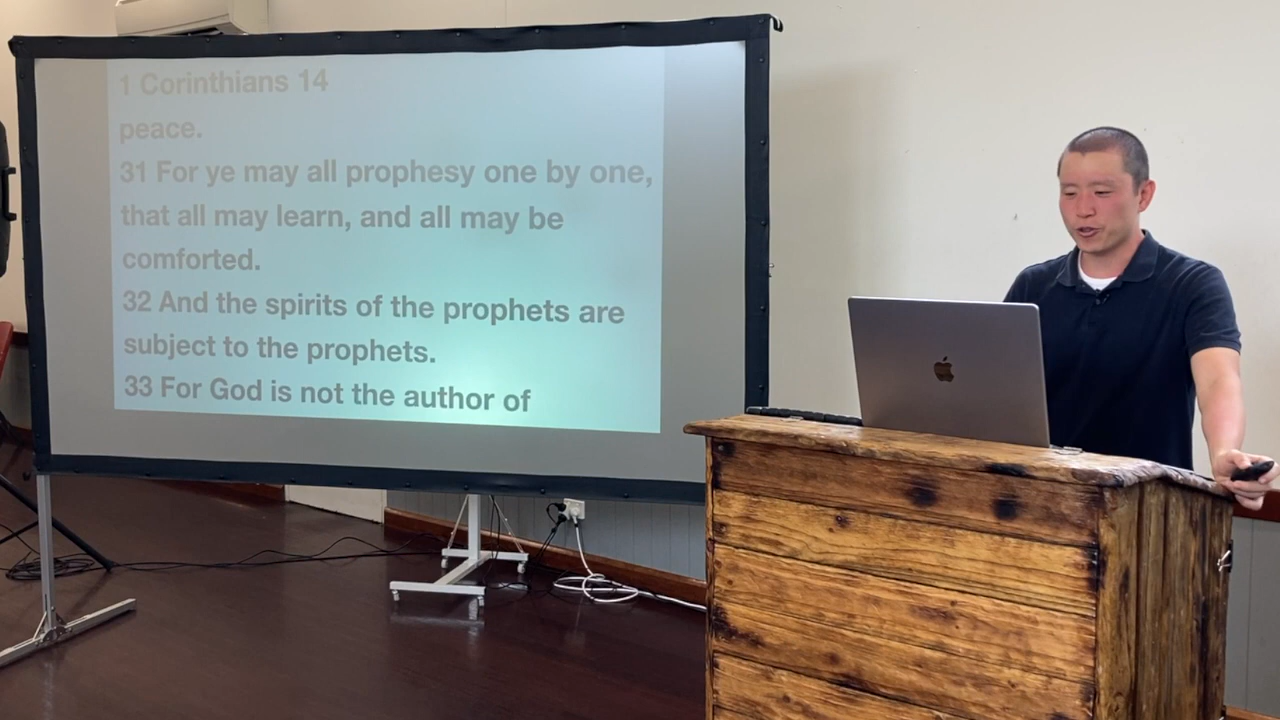 1 Corinthians 14
peace.
31 For ye may all prophesy one by one,
that all may learn, and all may be
comforted.
32 And the spirits of the prophets are
subject to the prophets.
33 For God is not the author of